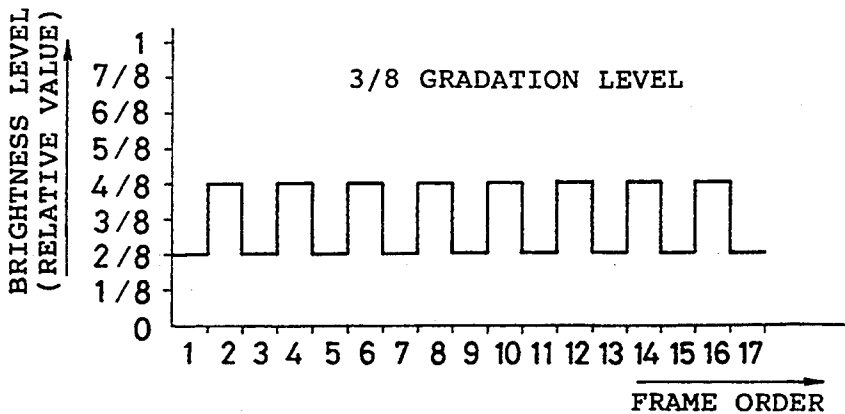 BRIGHTNESS LEVEL
(RELATIVE VALUE)
3/8 GRADATION LEVEL
1
7/8
6/8
5/8
4/8
3/8
2/8
1/8
0
1 2 3 4 5 6 7 8 9 10 11 12 13 14 15 16 17
FRAME ORDER